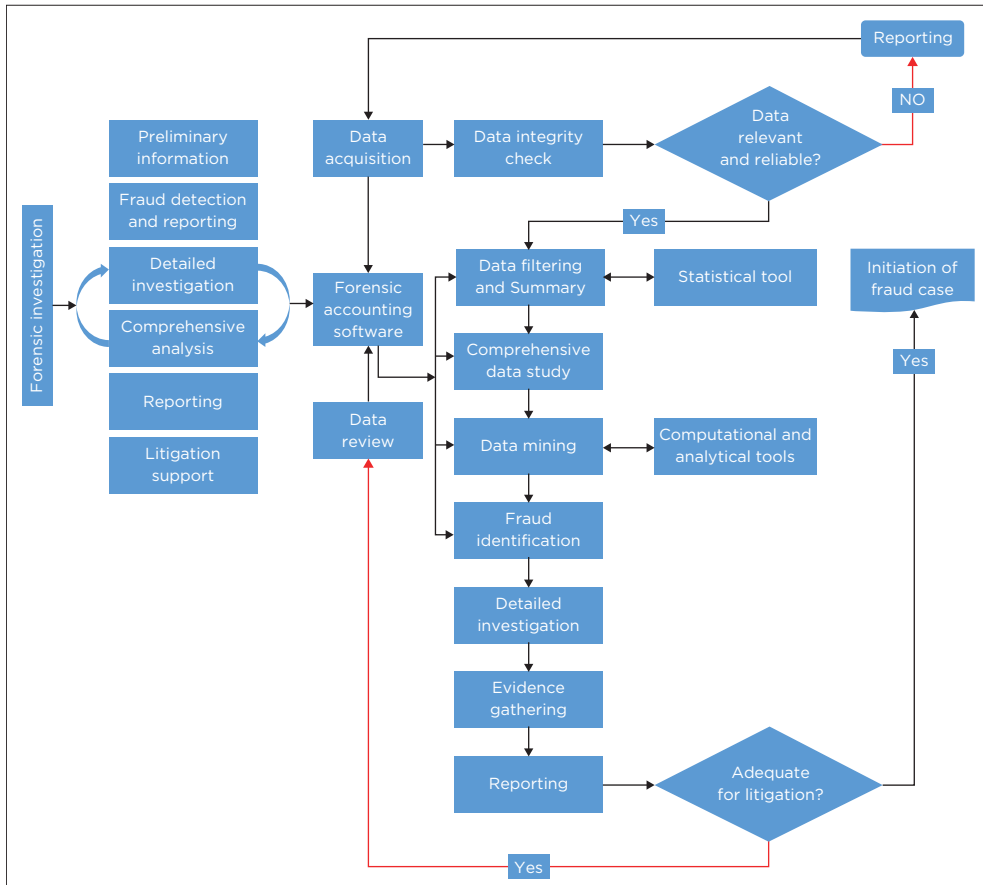 Reporting
NO
Data
relevant
and reliable?
Data
acquisition
Data integrity
check
Yes
Preliminary
information
Fraud detection
and reporting
Detailed
investigation
Comprehensive
analysis
Reporting
Litigation
support
Forensic investigation
Forensic
accounting
software
Data
review
Data filtering
and Summary
Statistical tool
Comprehensive
data study
Data mining
Computational and
analytical tools
Fraud
identification
Detailed
investigation
Evidence
gathering
Reporting
Adequate
for litigation?
Initiation of
fraud case
Yes
Yes